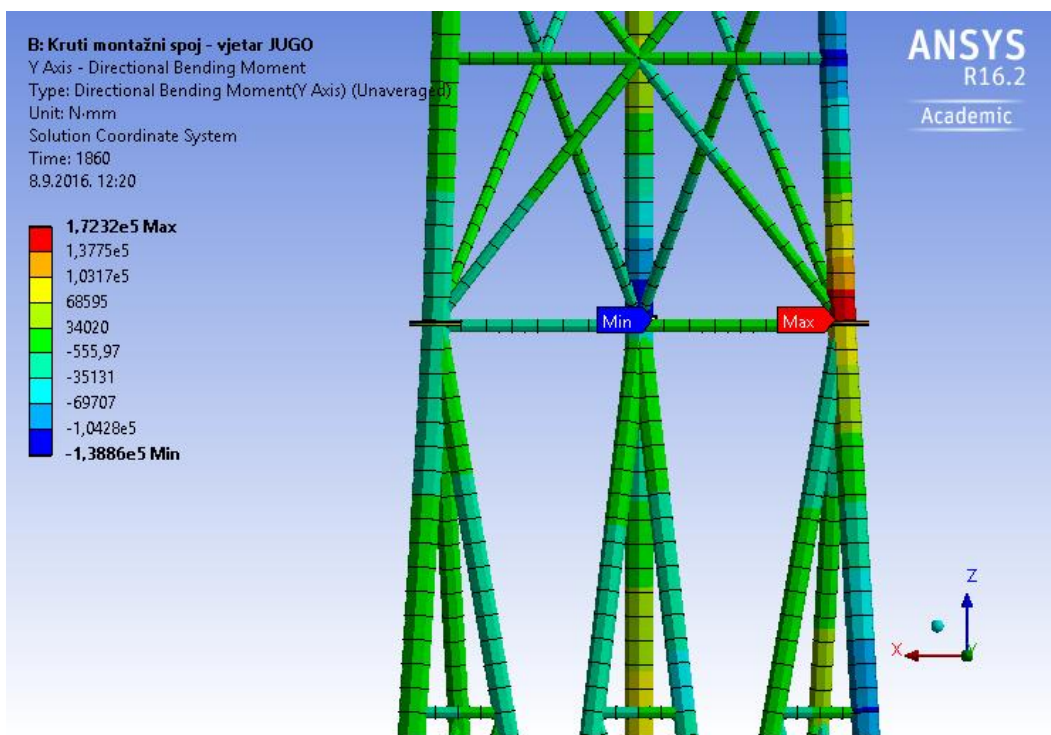 B: Kruti montažni spoj - vjetar JUGO
Y Axis - Directional Bending Moment
Type: Directional Bending Moment(Y Axis) (Unaveraged)
Unit: N·mm
Solution Coordinate System
Time: 1860
8.9.2016. 12:20
ANSYS
R16.2
Academic
1,7232e5 Max
1,3775e5
1,0317e5
68595
34020
-555,97
-35131
-69707
-1,0428e5
-1,3886e5 Min
Min
Max
Z
X
Y